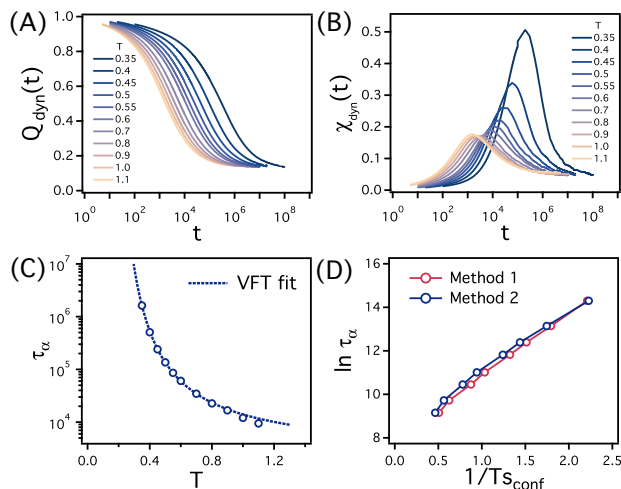 (A)
(B)
Q_dyn(t)
1.0
0.8
0.6
0.4
0.2
0.0
T
0.35
0.4
0.45
0.5
0.55
0.6
0.7
0.8
0.9
1.0
1.1
10^0 10^2 10^4 10^6 10^8
t
χ_dyn(t)
0.5
0.4
0.3
0.2
0.1
0.0
T
0.35
0.4
0.45
0.5
0.55
0.6
0.7
0.8
0.9
1.0
1.1
10^0 10^2 10^4 10^6 10^8
t
(C)
(D)
τ_α
10^7
10^6
10^5
10^4
VFT fit
0.0 0.4 0.8 1.2
T
ln τ_α
16
14
12
10
8
Method 1
Method 2
0.0 0.5 1.0 1.5 2.0 2.5
1/Ts_conf